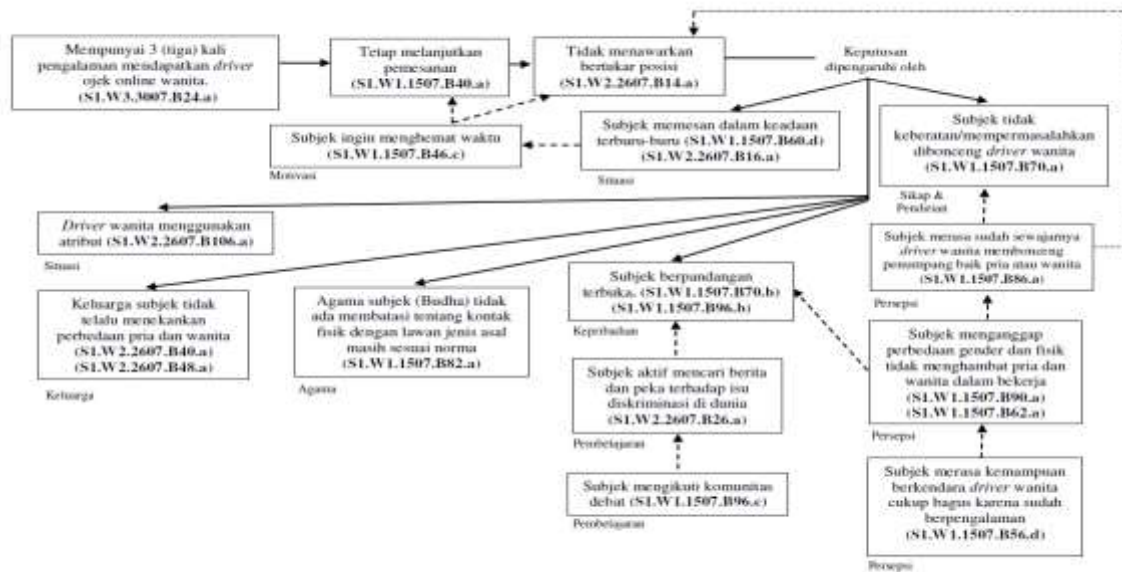 Mempunyai 3 (tiga) kali
pengalaman mendapatkan driver
ojek online wanita.
(S1.W3.3007.B24.a)
Tetap melanjutkan
pemesanan
(S1.W1.1507.B40.a)
Tidak menawarkan
bertukar posisi
(S1.W2.2607.B14.a)
Keputusan
dipengaruhi oleh
Subjek ingin menghemat waktu
(S1.W1.1507.B46.c)
Motivasi
Subjek memesan dalam keadaan
terburu-buru (S1.W1.1507.B60.d)
(S1.W2.2607.B16.a)
Situasi
Subjek tidak
keberatan/mempermasalahkan
dibonceng driver wanita
(S1.W1.1507.B70.a)
Sikap &
Pendirian
Driver wanita menggunakan
atribut (S1.W2.2607.B106.a)
Situasi
Subjek merasa sudah sewajarnya
driver wanita membonceng
penumpang baik pria atau wanita
(S1.W1.1507.B86.a)
Persepsi
Keluarga subjek tidak
telalu menekankan
perbedaan pria dan wanita
(S1.W2.2607.B40.a)
(S1.W2.2607.B48.a)
Keluarga
Agama subjek (Budha) tidak
ada membatasi tentang kontak
fisik dengan lawan jenis asal
masih sesuai norma
(S1.W1.1507.B82.a)
Agama
Subjek berpandangan
terbuka. (S1.W1.1507.B70.b)
(S1.W1.1507.B96.b)
Kepribadian
Subjek menganggap
perbedaan gender dan fisik
tidak menghambat pria dan
wanita dalam bekerja
(S1.W1.1507.B90.a)
(S1.W1.1507.B62.a)
Persepsi
Subjek aktif mencari berita
dan peka terhadap isu
diskriminasi di dunia
(S1.W2.2607.B26.a)
Pembelajaran
Subjek mengikuti komunitas
debat (S1.W1.1507.B96.c)
Pembelajaran
Subjek merasa kemampuan
berkendara driver wanita
cukup bagus karena sudah
berpengalaman
(S1.W1.1507.B56.d)
Persepsi